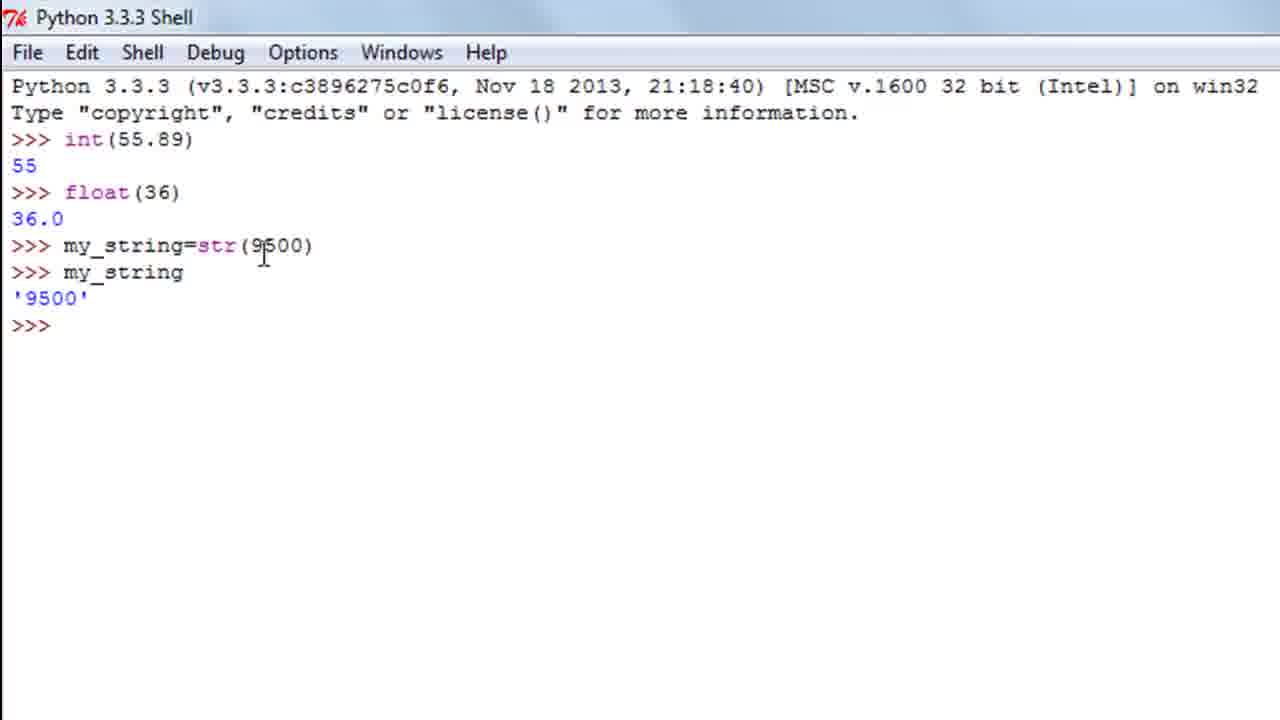 Python 3.3.3 Shell
File Edit Shell Debug Options Windows Help
Python 3.3.3 (v3.3.3:c3896275c0f6, Nov 18 2013, 21:18:40) [MSC v.1600 32 bit (Intel)] on win32
Type "copyright", "credits" or "license()" for more information.
>>> int(55.89)
55
>>> float(36)
36.0
>>> my_string=str(9500)
>>> my_string
'9500'
>>>